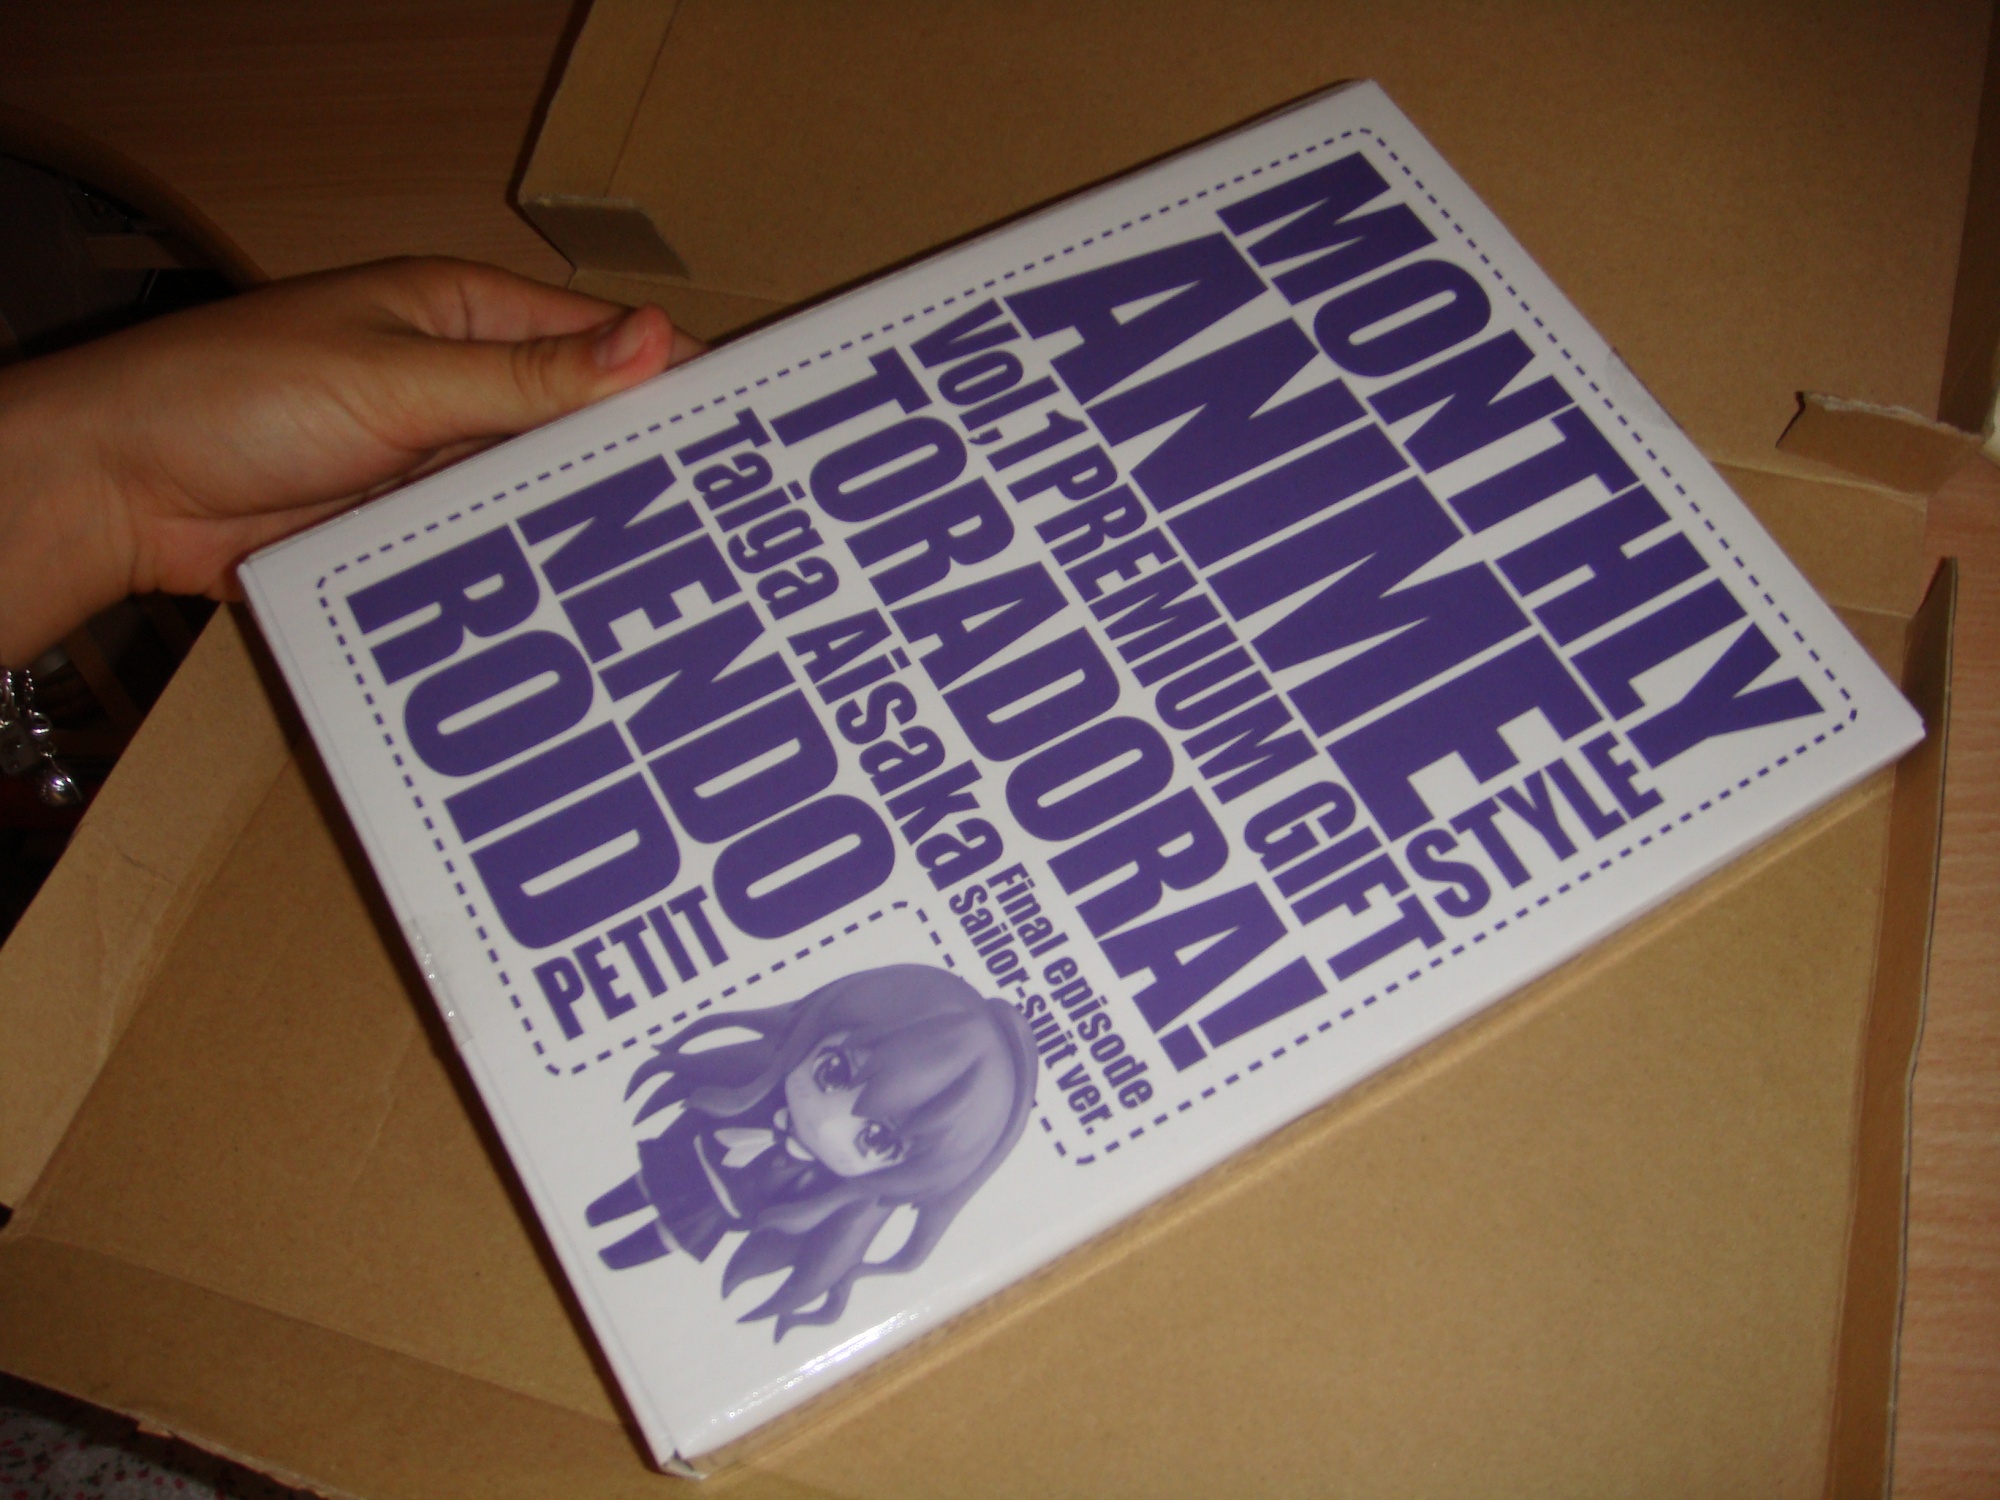 MONTHLY
ANIME STYLE
Vol,1 PREMIUM GIFT
TORADORA!
Taiga Aisaka Final episode
sailor-suit ver.
NENDO
ROID PETIT